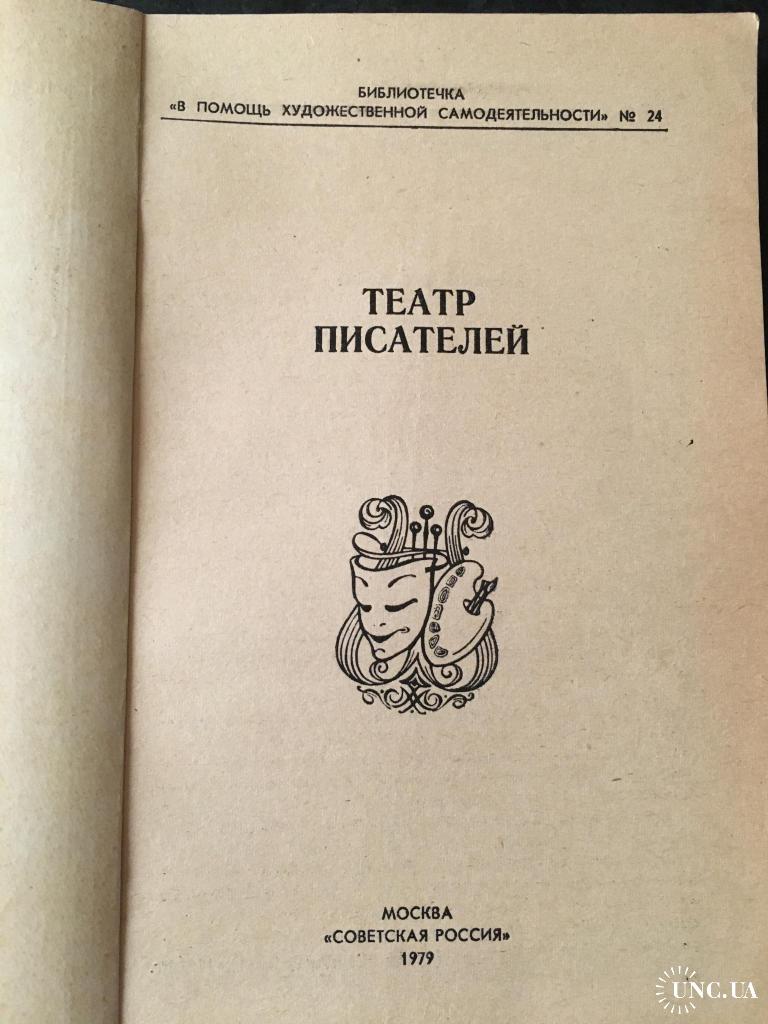 БИБЛИОТЕЧКА
«В ПОМОЩЬ ХУДОЖЕСТВЕННОЙ САМОДЕЯТЕЛЬНОСТИ» № 24
ТЕАТР
ПИСАТЕЛЕЙ
МОСКВА
«СОВЕТСКАЯ РОССИЯ»
1979
UNC.UA